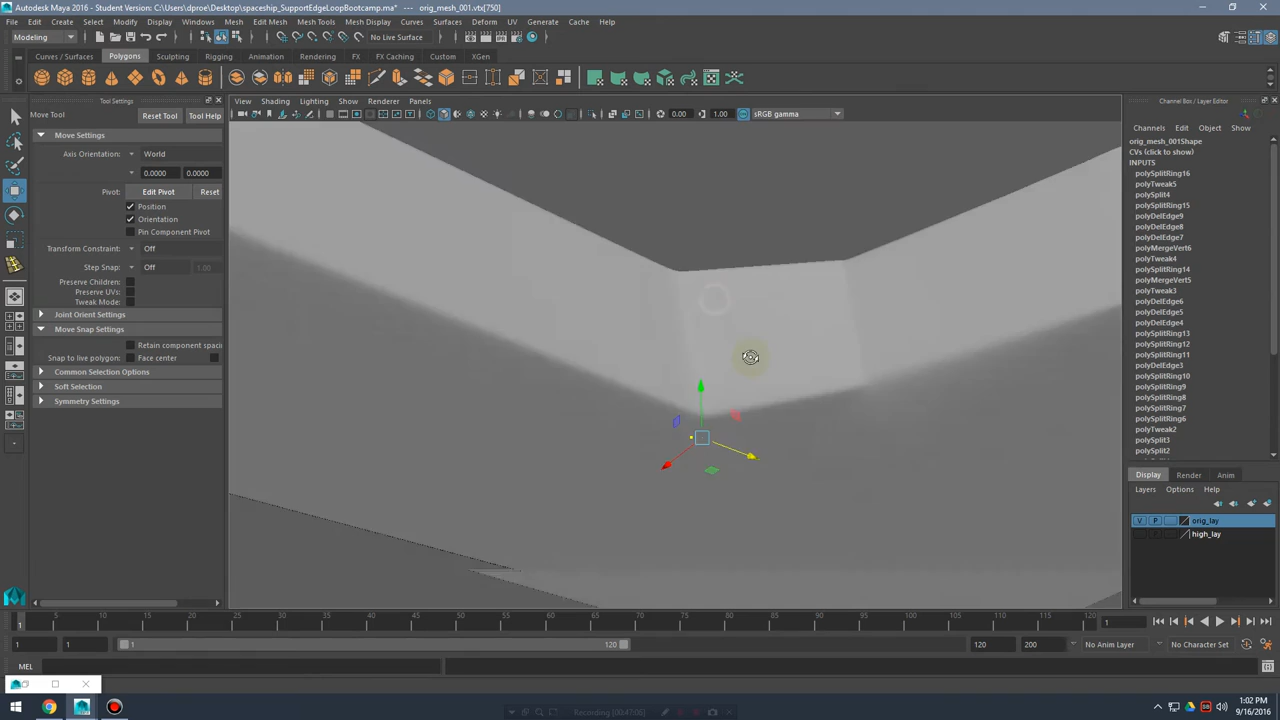 Autodesk Maya 2016 - Student Version: C:\Users\dproe\Desktop\spaceship_SupportEdgeLoopBootcamp.ma*  ---  orig_mesh_001.vtx[750]
File Edit Create Select Modify Display Windows Mesh Edit Mesh Mesh Tools Mesh Display Curves Surfaces Deform UV Generate Cache Help
Modeling No Live Surface
Curves / Surfaces Polygons Sculpting Rigging Animation Rendering FX FX Caching Custom XGen
Tool Settings
Move Tool Reset Tool Tool Help
Move Settings
Axis Orientation: World
0.0000 0.0000
Pivot: Edit Pivot Reset
Position
Orientation
Pin Component Pivot
Transform Constraint: Off
Step Snap: Off 1.00
Preserve Children:
Preserve UVs:
Tweak Mode:
Joint Orient Settings
Move Snap Settings
Retain component spaci
Snap to live polygon: Face center
Common Selection Options
Soft Selection
Symmetry Settings
View Shading Lighting Show Renderer Panels
0.00 1.00 sRGB gamma
Channel Box / Layer Editor
Channels Edit Object Show
orig_mesh_001Shape
CVs (click to show)
INPUTS
polySplitRing16
polyTweak5
polySplit4
polySplitRing15
polyDelEdge9
polyDelEdge8
polyDelEdge7
polyMergeVert6
polyTweak4
polySplitRing14
polyMergeVert5
polyTweak3
polyDelEdge6
polyDelEdge5
polyDelEdge4
polySplitRing13
polySplitRing12
polySplitRing11
polyDelEdge3
polySplitRing10
polySplitRing9
polySplitRing8
polySplitRing7
polySplitRing6
polyTweak2
polySplit3
polySplit2
Display Render Anim
Layers Options Help
V P orig_lay
P high_lay
5 10 15 20 25 30 35 40 45 50 55 60 65 70 75 80 85 90 95 100 105 110 115 120
1 1
1 1 1 120 120 200 No Anim Layer No Character Set
MEL
Recording [00:47:06]
1:02 PM
9/16/2016